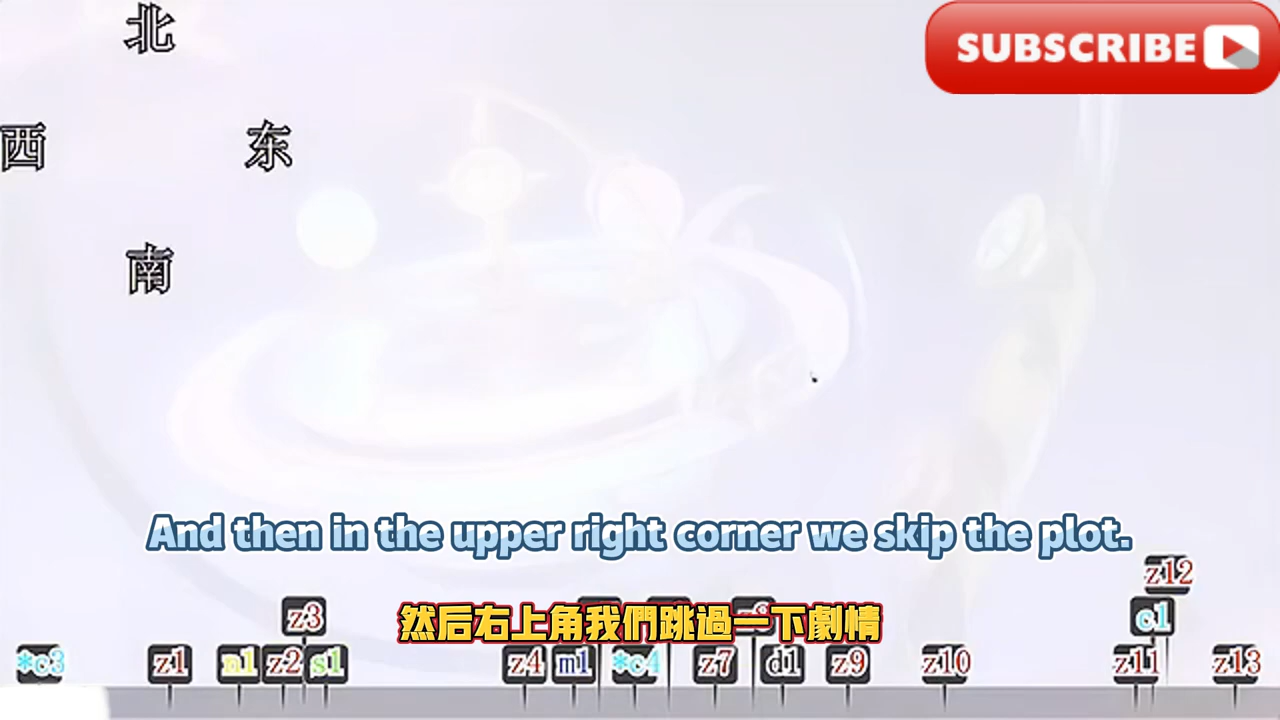 北
SUBSCRIBE
西 东
南
And then in the upper right corner we skip the plot.
z12
然后右上角我們跳過一下劇情
z3 c1
*c3 z1 n1 z2 s1 z4 m1 *c4 z7 d1 z9 z10 z11 z13